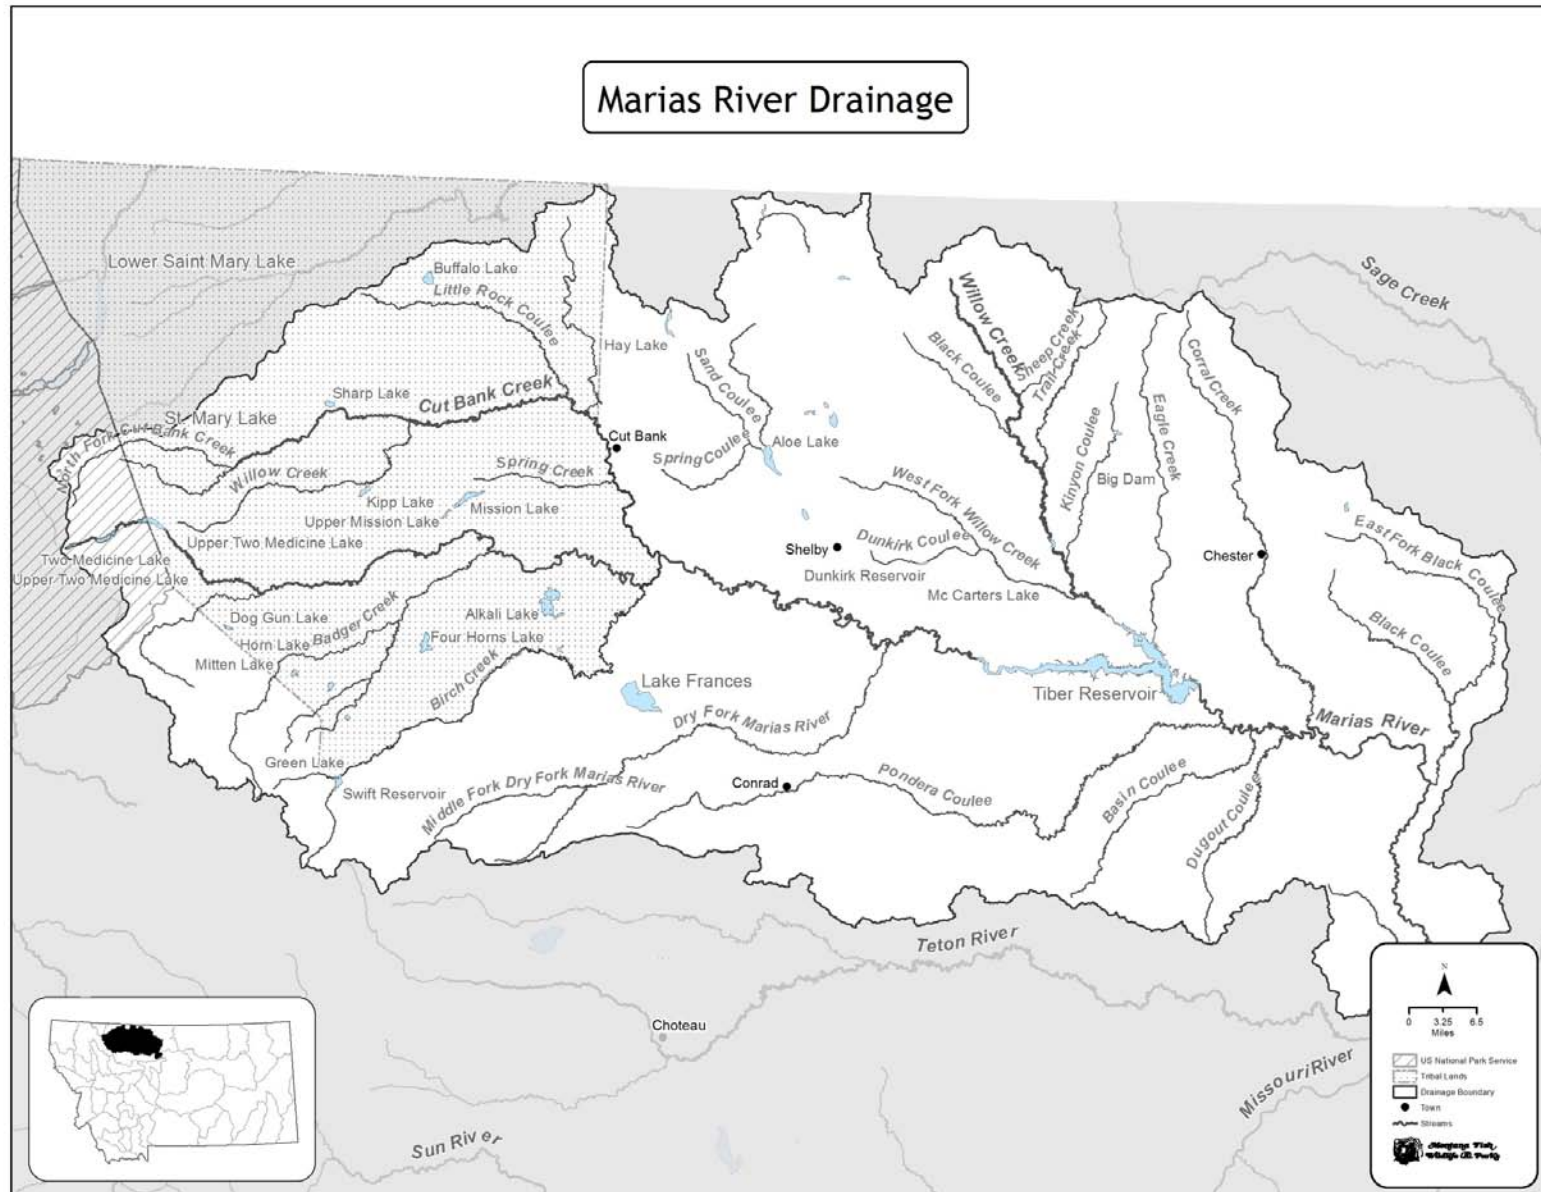 Marias River Drainage
Lower Saint Mary Lake
Buffalo Lake
Little Rock Coulee
Sage Creek
Willow Creek
Sheep Creek
Trail Creek
Black Coulee
Corral Creek
Hay Lake
Sand Coulee
Sharp Lake
Cut Bank Creek
St. Mary Lake
North Fork Cut Bank Creek
Cut Bank
Aloe Lake
Spring Coulee
Eagle Creek
Kinyon Coulee
Big Dam
Willow Creek
Spring Creek
Kipp Lake
Mission Lake
Upper Mission Lake
West Fork Willow Creek
East Fork Black Coulee
Upper Two Medicine Lake
Two Medicine Lake
Upper Two Medicine Lake
Shelby
Dunkirk Coulee
Dunkirk Reservoir
Mc Carters Lake
Chester
Black Coulee
Dog Gun Lake
Badger Creek
Alkali Lake
Horn Lake
Four Horns Lake
Mitten Lake
Birch Creek
Lake Frances
Tiber Reservoir
Dry Fork Marias River
Marias River
Green Lake
Swift Reservoir
Middle Fork Dry Fork Marias River
Conrad
Pondera Coulee
Basin Coulee
Dugout Coulee
Teton River
Choteau
Missouri River
Sun River
N
0 3.25 6.5
Miles
US National Park Service
Tribal Lands
Drainage Boundary
Town
Streams
Montana Fish
Wildlife & Parks